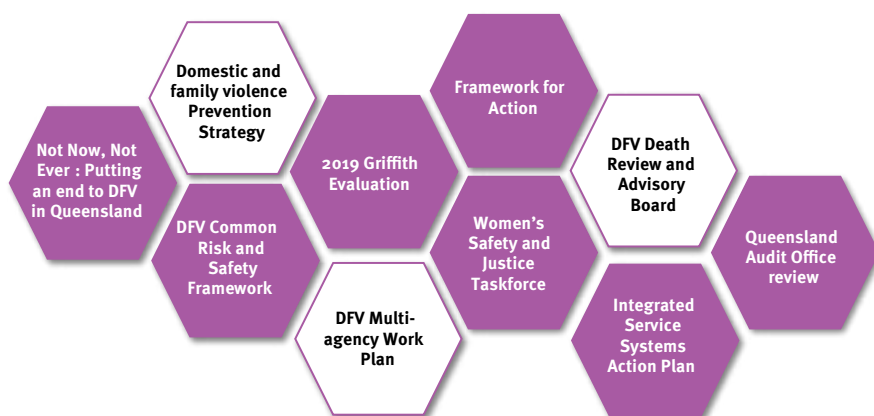 Not Now, Not
Ever : Putting
an end to DFV
in Queensland
Domestic and
family violence
Prevention
Strategy
DFV Common
Risk and
Safety
Framework
2019 Griffith
Evaluation
DFV Multi-
agency Work
Plan
Framework for
Action
Women's
Safety and
Justice
Taskforce
DFV Death
Review and
Advisory
Board
Integrated
Service
Systems
Action Plan
Queensland
Audit Office
review